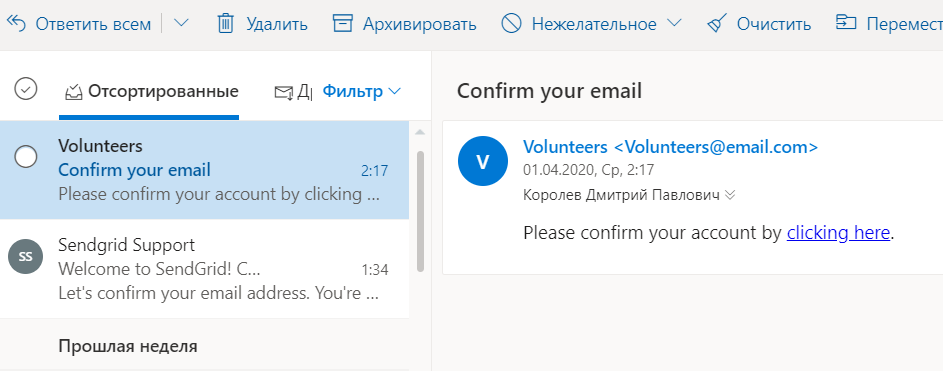 Ответить всем Удалить Архивировать Нежелательное Очистить Перемест
Отсортированные Др Фильтр
Volunteers
Confirm your email 2:17
Please confirm your account by clicking ...
SS
Sendgrid Support
Welcome to SendGrid! C... 1:34
Let's confirm your email address. You're ...
Прошлая неделя
Confirm your email
V
Volunteers <Volunteers@email.com>
01.04.2020, Ср, 2:17
Королев Дмитрий Павлович
Please confirm your account by clicking here.